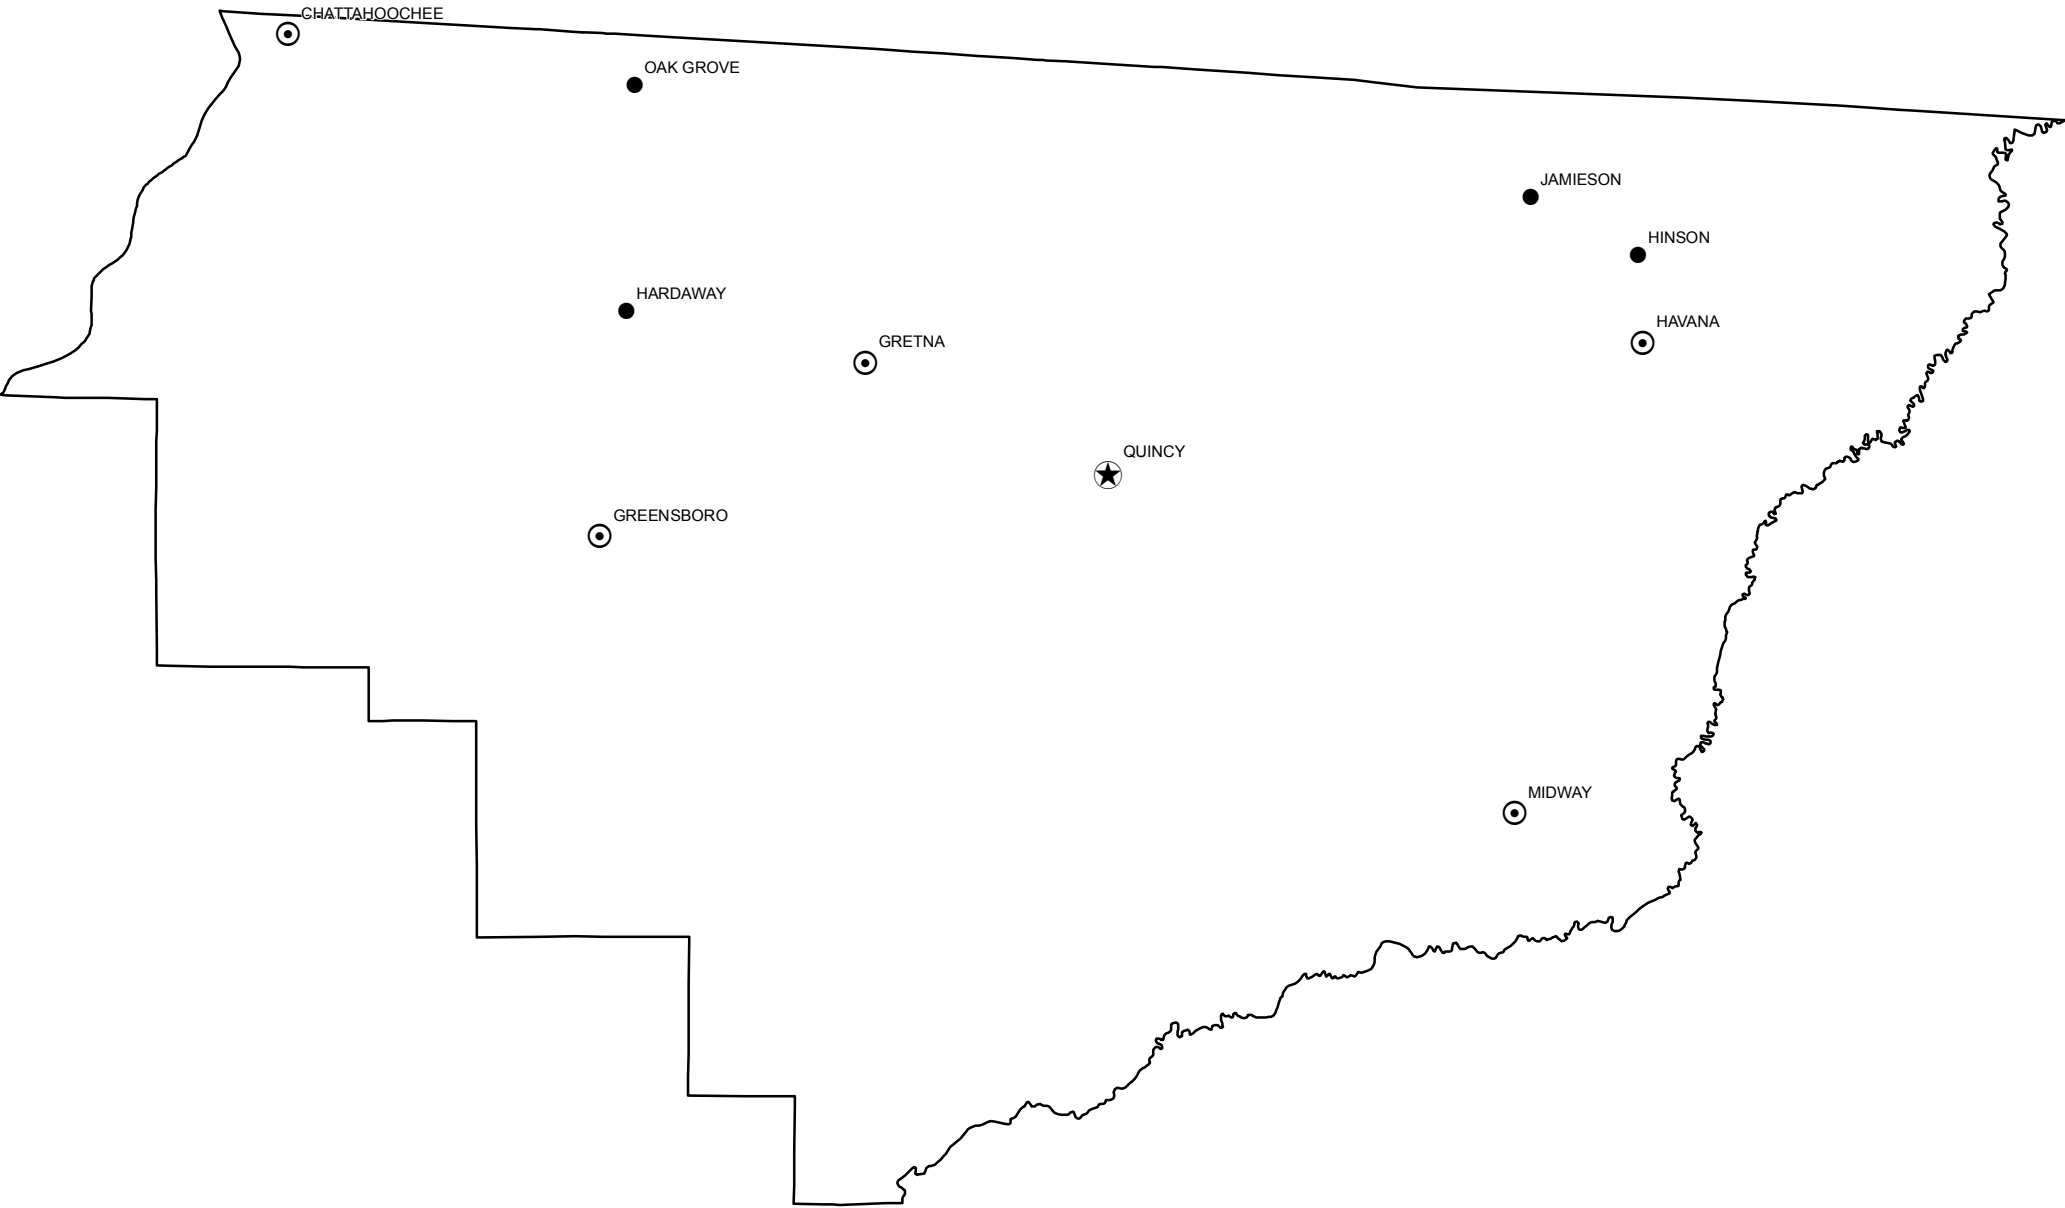 CHATTAHOOCHEE
OAK GROVE
JAMIESON
HINSON
HARDAWAY
HAVANA
GRETNA
QUINCY
GREENSBORO
MIDWAY